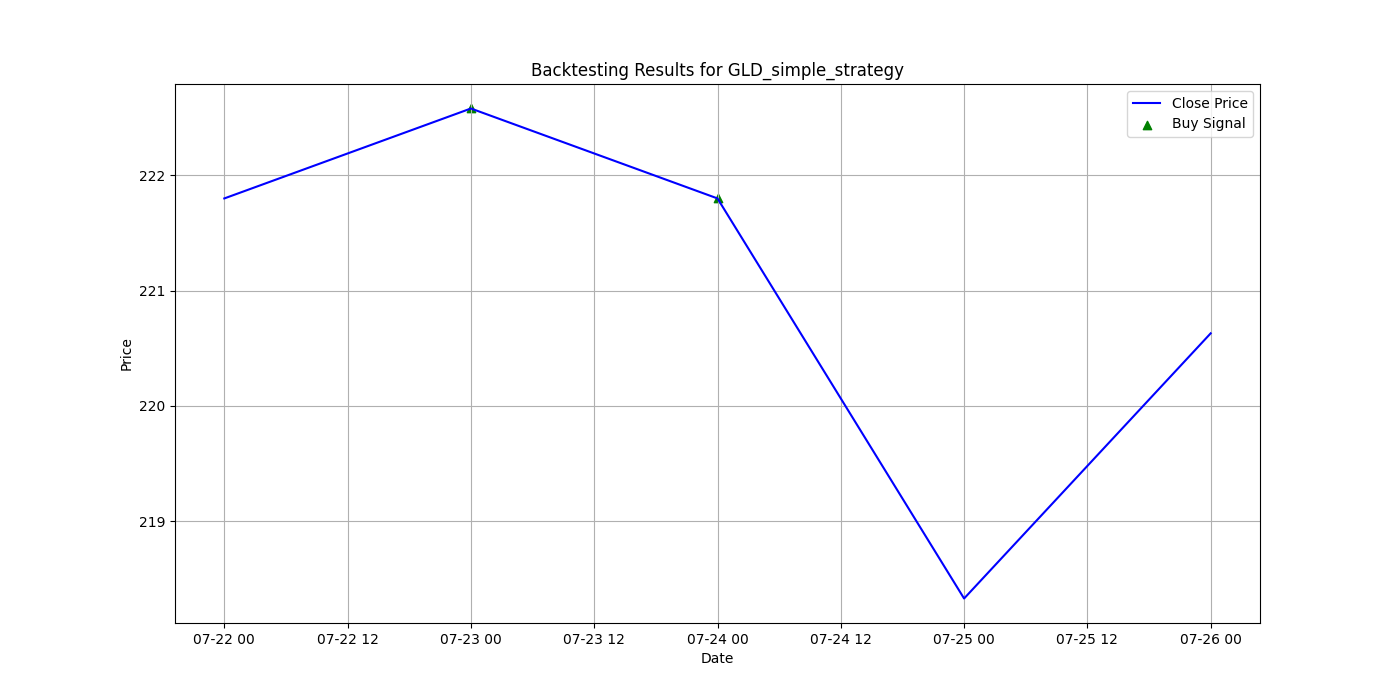 Backtesting Results for GLD_simple_strategy
Close Price
Buy Signal
222
221
220
219
Price
07-22 00 07-22 12 07-23 00 07-23 12 07-24 00 07-24 12 07-25 00 07-25 12 07-26 00
Date